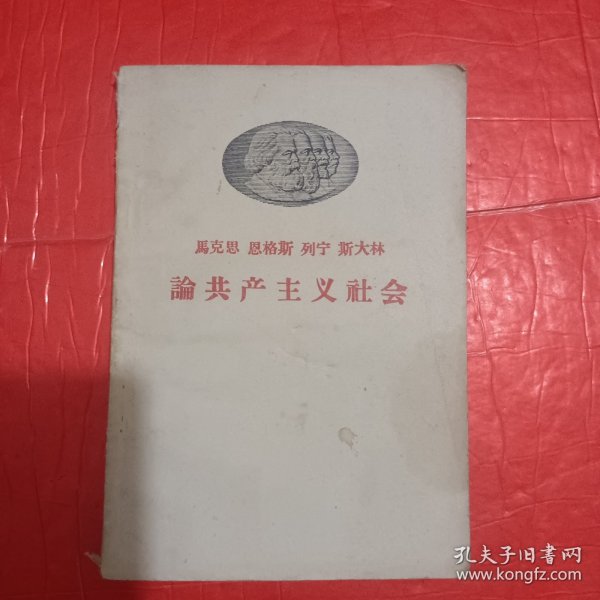 馬克思 恩格斯 列宁 斯大林
論共产主义社会
孔夫子旧书网
www.kongfz.com